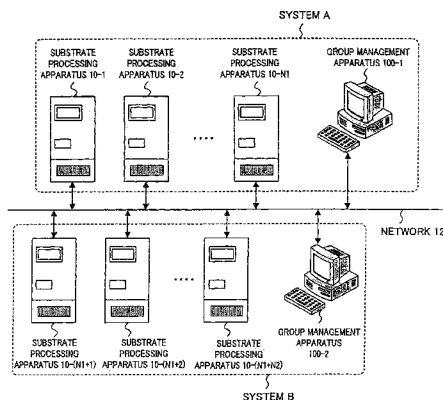 SYSTEM A
SUBSTRATE
PROCESSING
APPARATUS 10-1
SUBSTRATE
PROCESSING
APPARATUS 10-2
SUBSTRATE
PROCESSING
APPARATUS 10-N1
GROUP MANAGEMENT
APPARATUS 100-1
....
NETWORK 12
....
SUBSTRATE
PROCESSING
APPARATUS 10-(N1+1)
SUBSTRATE
PROCESSING
APPARATUS 10-(N1+2)
SUBSTRATE
PROCESSING
APPARATUS 10-(N1+N2)
GROUP MANAGEMENT
APPARATUS
100-2
SYSTEM B